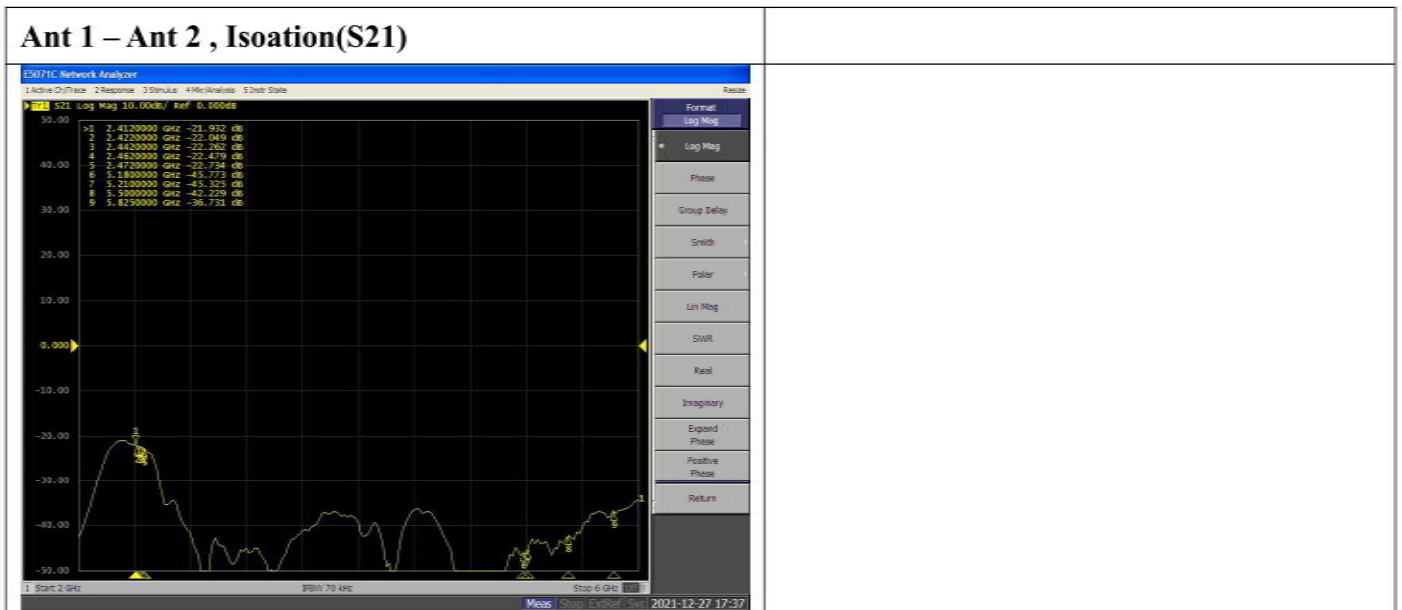 Ant 1 – Ant 2 , Isoation(S21)
E5071C Network Analyzer
1 Active Ch/Trace 2 Response 3 Stimulus 4 Mkr/Analysis 5 Instr State Resize
Tr1 S21 Log Mag 10.00dB/ Ref 0.000dB
50.00
>1 2.4120000 GHz -21.932 dB
2 2.4220000 GHz -22.049 dB
3 2.4420000 GHz -22.262 dB
4 2.4620000 GHz -22.479 dB
5 2.4720000 GHz -22.734 dB
6 5.1800000 GHz -45.773 dB
7 5.2100000 GHz -45.325 dB
8 5.5000000 GHz -42.229 dB
9 5.8250000 GHz -36.731 dB
40.00
30.00
20.00
10.00
0.000
-10.00
-20.00
-30.00
-40.00
-50.00
1
1
Format
Log Mag
Log Mag
Phase
Group Delay
Smith
Polar
Lin Mag
SWR
Real
Imaginary
Expand
Phase
Positive
Phase
Return
1 Start 2 GHz IFBW 70 kHz Stop 6 GHz
Meas Stop ExtRef Svc 2021-12-27 17:37